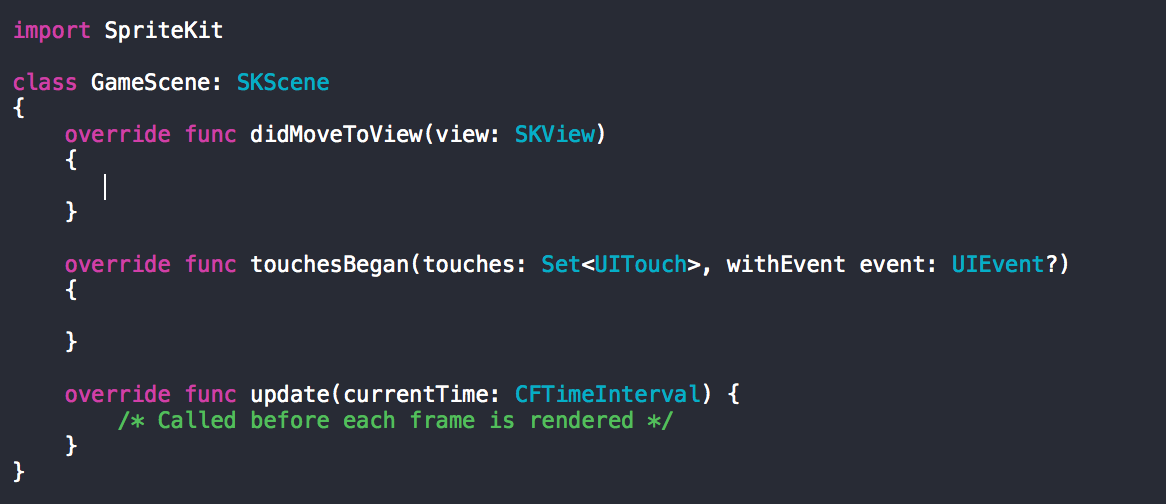 import SpriteKit
class GameScene: SKScene
{
    override func didMoveToView(view: SKView)
    {
    }
    override func touchesBegan(touches: Set<UITouch>, withEvent event: UIEvent?)
    {
    }
    override func update(currentTime: CFTimeInterval) {
        /* Called before each frame is rendered */
    }
}